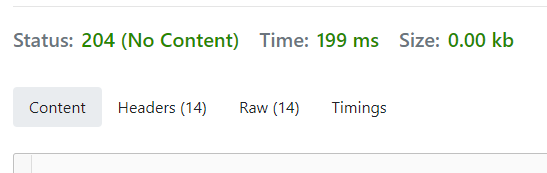 Status: 204 (No Content) Time: 199 ms Size: 0.00 kb
Content Headers (14) Raw (14) Timings